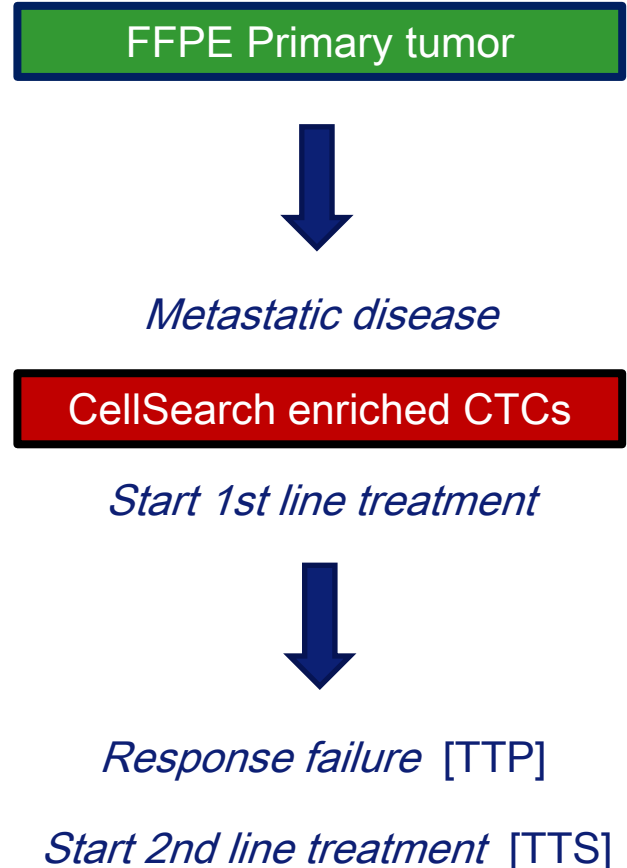 FFPE Primary tumor
Metastatic disease
CellSearch enriched CTCs
Start 1st line treatment
Response failure [TTP]
Start 2nd line treatment [TTS]